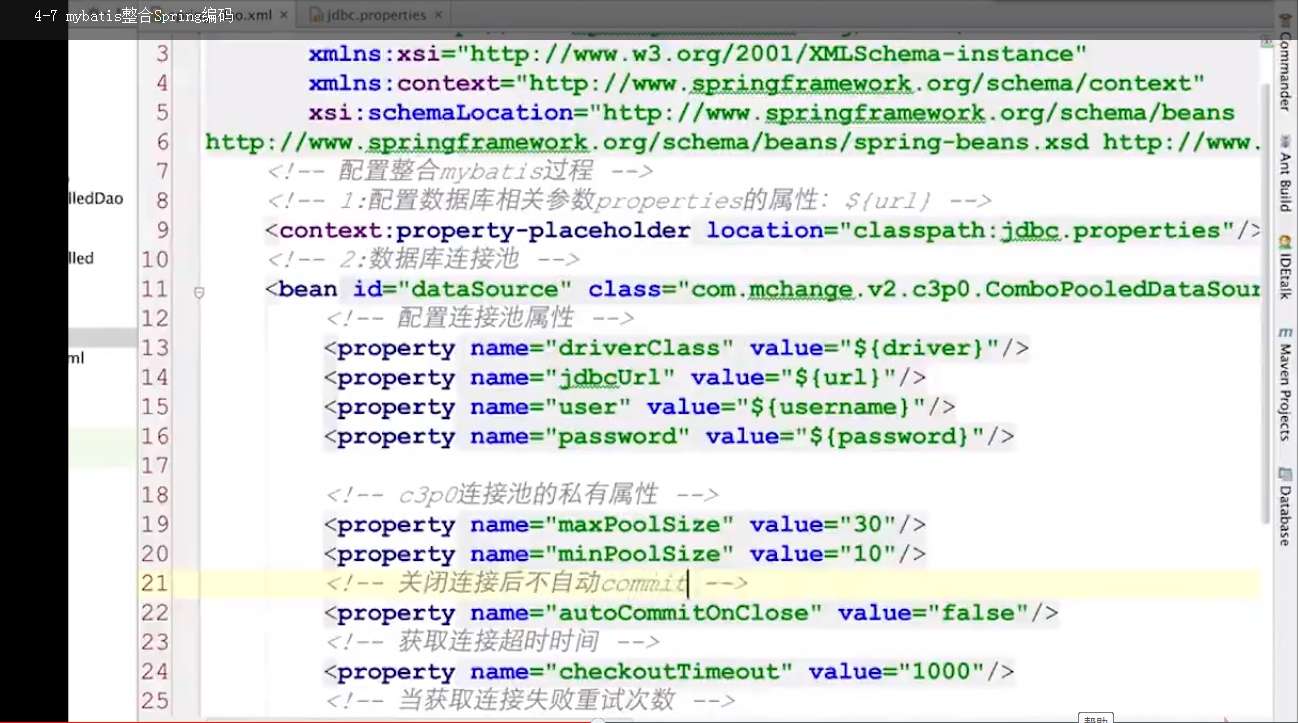 4-7 mybatis整合Spring编码
o.xml ×
jdbc.properties ×
lledDao
lled
ml
3 xmlns:xsi="http://www.w3.org/2001/XMLSchema-instance"
4 xmlns:context="http://www.springframework.org/schema/context"
5 xsi:schemaLocation="http://www.springframework.org/schema/beans
6 http://www.springframework.org/schema/beans/spring-beans.xsd http://www.
7 <!-- 配置整合mybatis过程 -->
8 <!-- 1:配置数据库相关参数properties的属性: ${url} -->
9 <context:property-placeholder location="classpath:jdbc.properties"/>
10 <!-- 2:数据库连接池 -->
11 <bean id="dataSource" class="com.mchange.v2.c3p0.ComboPooledDataSour
12 <!-- 配置连接池属性 -->
13 <property name="driverClass" value="${driver}"/>
14 <property name="jdbcUrl" value="${url}"/>
15 <property name="user" value="${username}"/>
16 <property name="password" value="${password}"/>
17
18 <!-- c3p0连接池的私有属性 -->
19 <property name="maxPoolSize" value="30"/>
20 <property name="minPoolSize" value="10"/>
21 <!-- 关闭连接后不自动commit -->
22 <property name="autoCommitOnClose" value="false"/>
23 <!-- 获取连接超时时间 -->
24 <property name="checkoutTimeout" value="1000"/>
25 <!-- 当获取连接失败重试次数 -->
Commander
Ant Build
IDEtalk
Maven Projects
Database
帮助